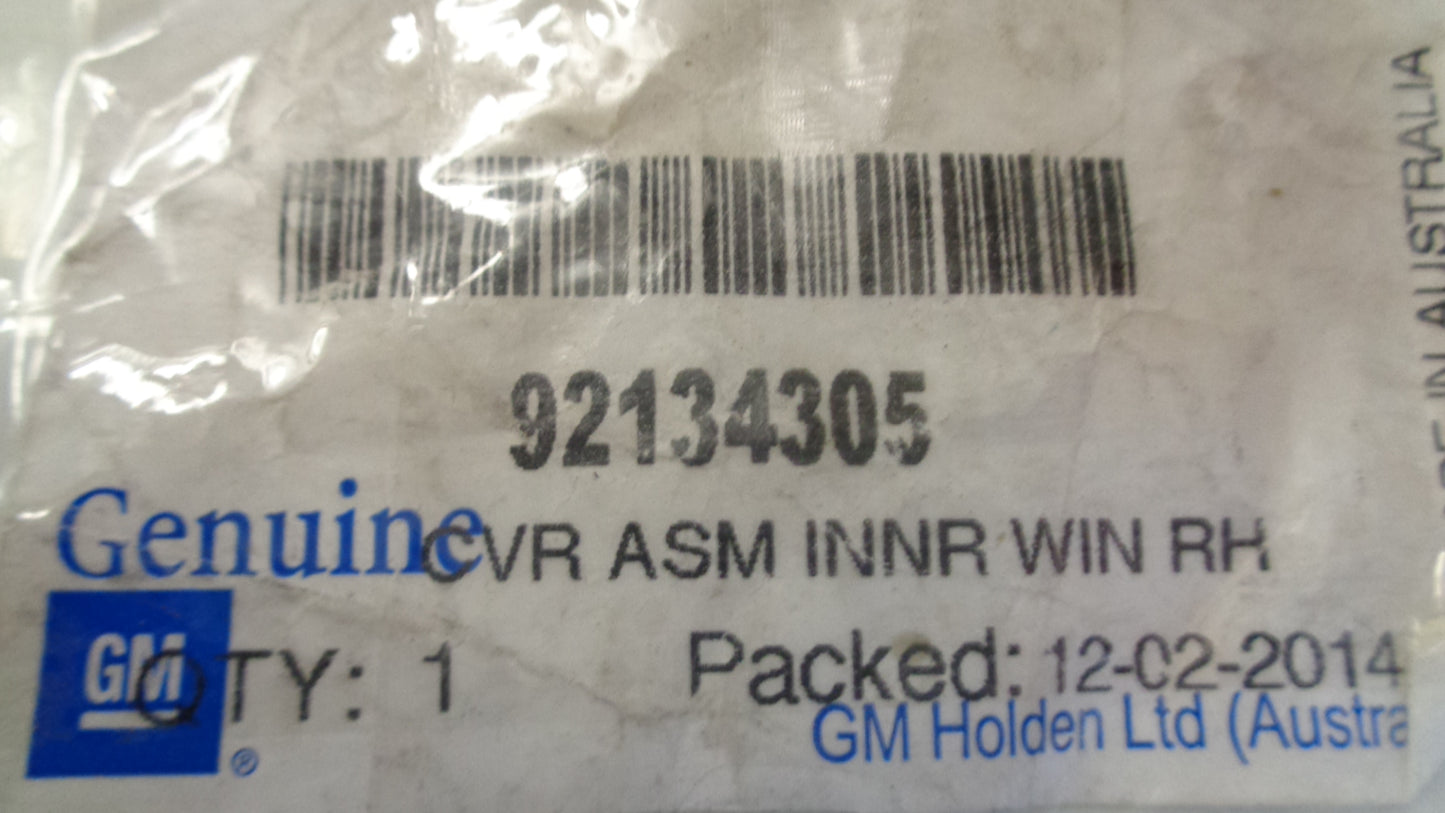 92134305
Genuine
CVR ASM INNR WIN RH
GM
QTY: 1
Packed: 12-02-2014
®
GM Holden Ltd (Austra
IN AUSTRALIA